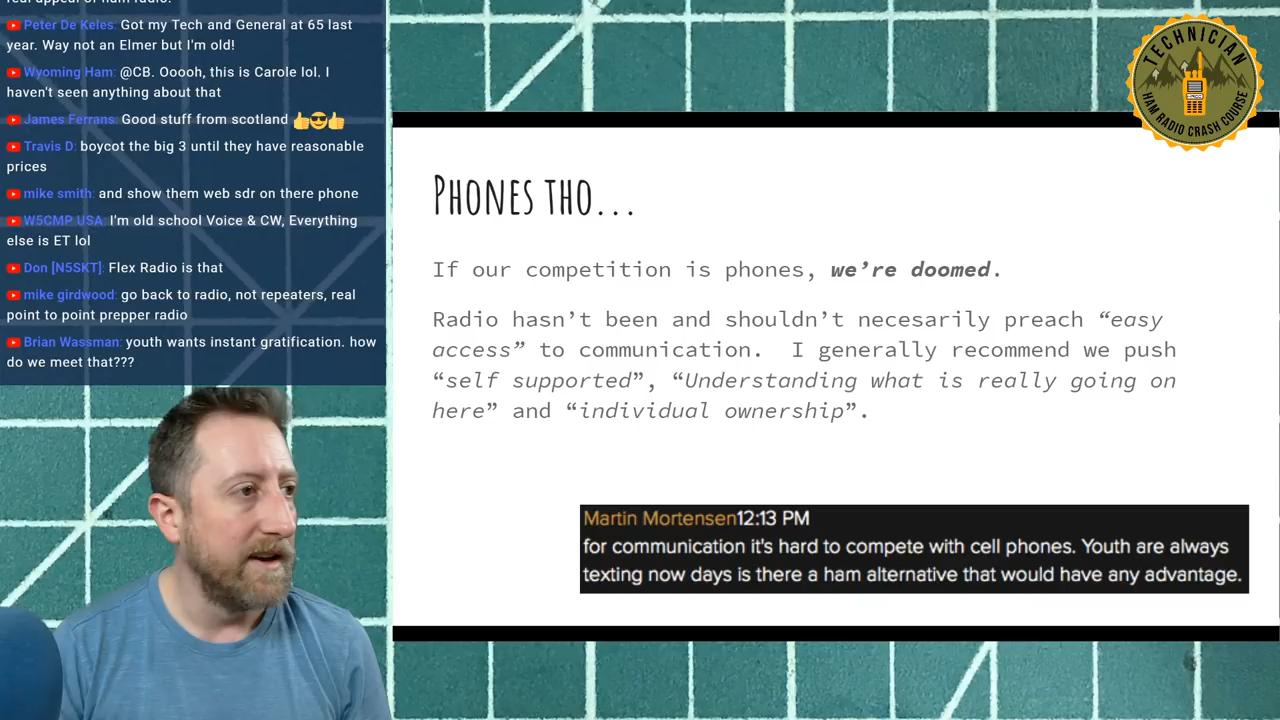 real appeal of ham radio.
Peter De Keles: Got my Tech and General at 65 last
year. Way not an Elmer but I'm old!
Wyoming Ham: @CB. Ooooh, this is Carole lol. I
haven't seen anything about that
James Ferrans: Good stuff from scotland 👍😎👍
Travis D: boycot the big 3 until they have reasonable
prices
mike smith: and show them web sdr on there phone
W5CMP USA: I'm old school Voice & CW, Everything
else is ET lol
Don [N5SKT]: Flex Radio is that
mike girdwood: go back to radio, not repeaters, real
point to point prepper radio
Brian Wassman: youth wants instant gratification. how
do we meet that???
TECHNICIAN
HAM RADIO CRASH COURSE
Phones tho...
If our competition is phones, we're doomed.
Radio hasn't been and shouldn't necesarily preach “easy
access” to communication. I generally recommend we push
“self supported”, “Understanding what is really going on
here” and “individual ownership”.
Martin Mortensen12:13 PM
for communication it's hard to compete with cell phones. Youth are always
texting now days is there a ham alternative that would have any advantage.